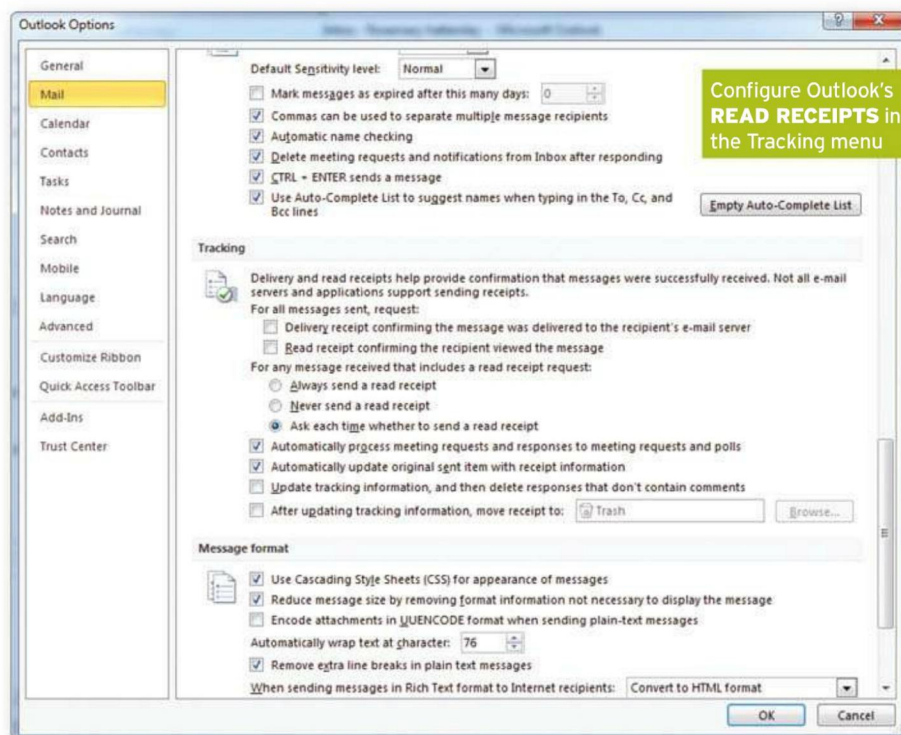 Outlook Options
General
Mail
Calendar
Contacts
Tasks
Notes and Journal
Search
Mobile
Language
Advanced
Customize Ribbon
Quick Access Toolbar
Add-Ins
Trust Center
Default Sensitivity level: Normal
Mark messages as expired after this many days: 0
Commas can be used to separate multiple message recipients
Automatic name checking
Delete meeting requests and notifications from Inbox after responding
CTRL + ENTER sends a message
Use Auto-Complete List to suggest names when typing in the To, Cc, and
Bcc lines
Empty Auto-Complete List
Configure Outlook's
READ RECEIPTS in
the Tracking menu
Tracking
Delivery and read receipts help provide confirmation that messages were successfully received. Not all e-mail
servers and applications support sending receipts.
For all messages sent, request:
Delivery receipt confirming the message was delivered to the recipient's e-mail server
Read receipt confirming the recipient viewed the message
For any message received that includes a read receipt request:
Always send a read receipt
Never send a read receipt
Ask each time whether to send a read receipt
Automatically process meeting requests and responses to meeting requests and polls
Automatically update original sent item with receipt information
Update tracking information, and then delete responses that don't contain comments
After updating tracking information, move receipt to: Trash Browse...
Message format
Use Cascading Style Sheets (CSS) for appearance of messages
Reduce message size by removing format information not necessary to display the message
Encode attachments in UUENCODE format when sending plain-text messages
Automatically wrap text at character: 76
Remove extra line breaks in plain text messages
When sending messages in Rich Text format to Internet recipients: Convert to HTML format
OK Cancel